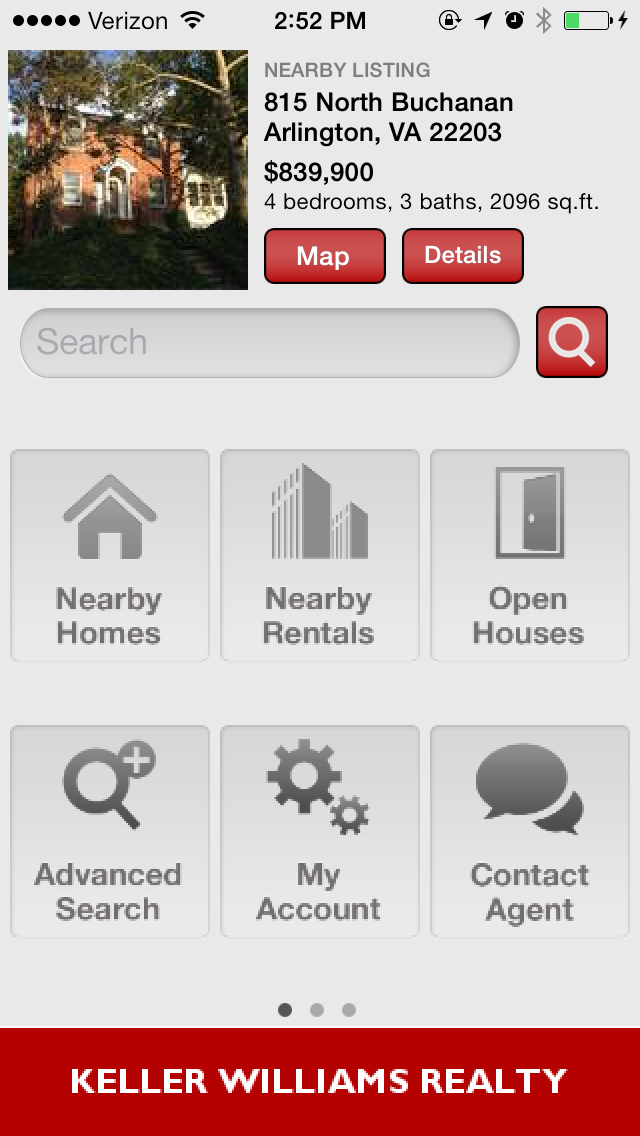 Verizon 2:52 PM
NEARBY LISTING
815 North Buchanan
Arlington, VA 22203
$839,900
4 bedrooms, 3 baths, 2096 sq.ft.
Map Details
Search
Nearby Homes
Nearby Rentals
Open Houses
Advanced Search
My Account
Contact Agent
KELLER WILLIAMS REALTY